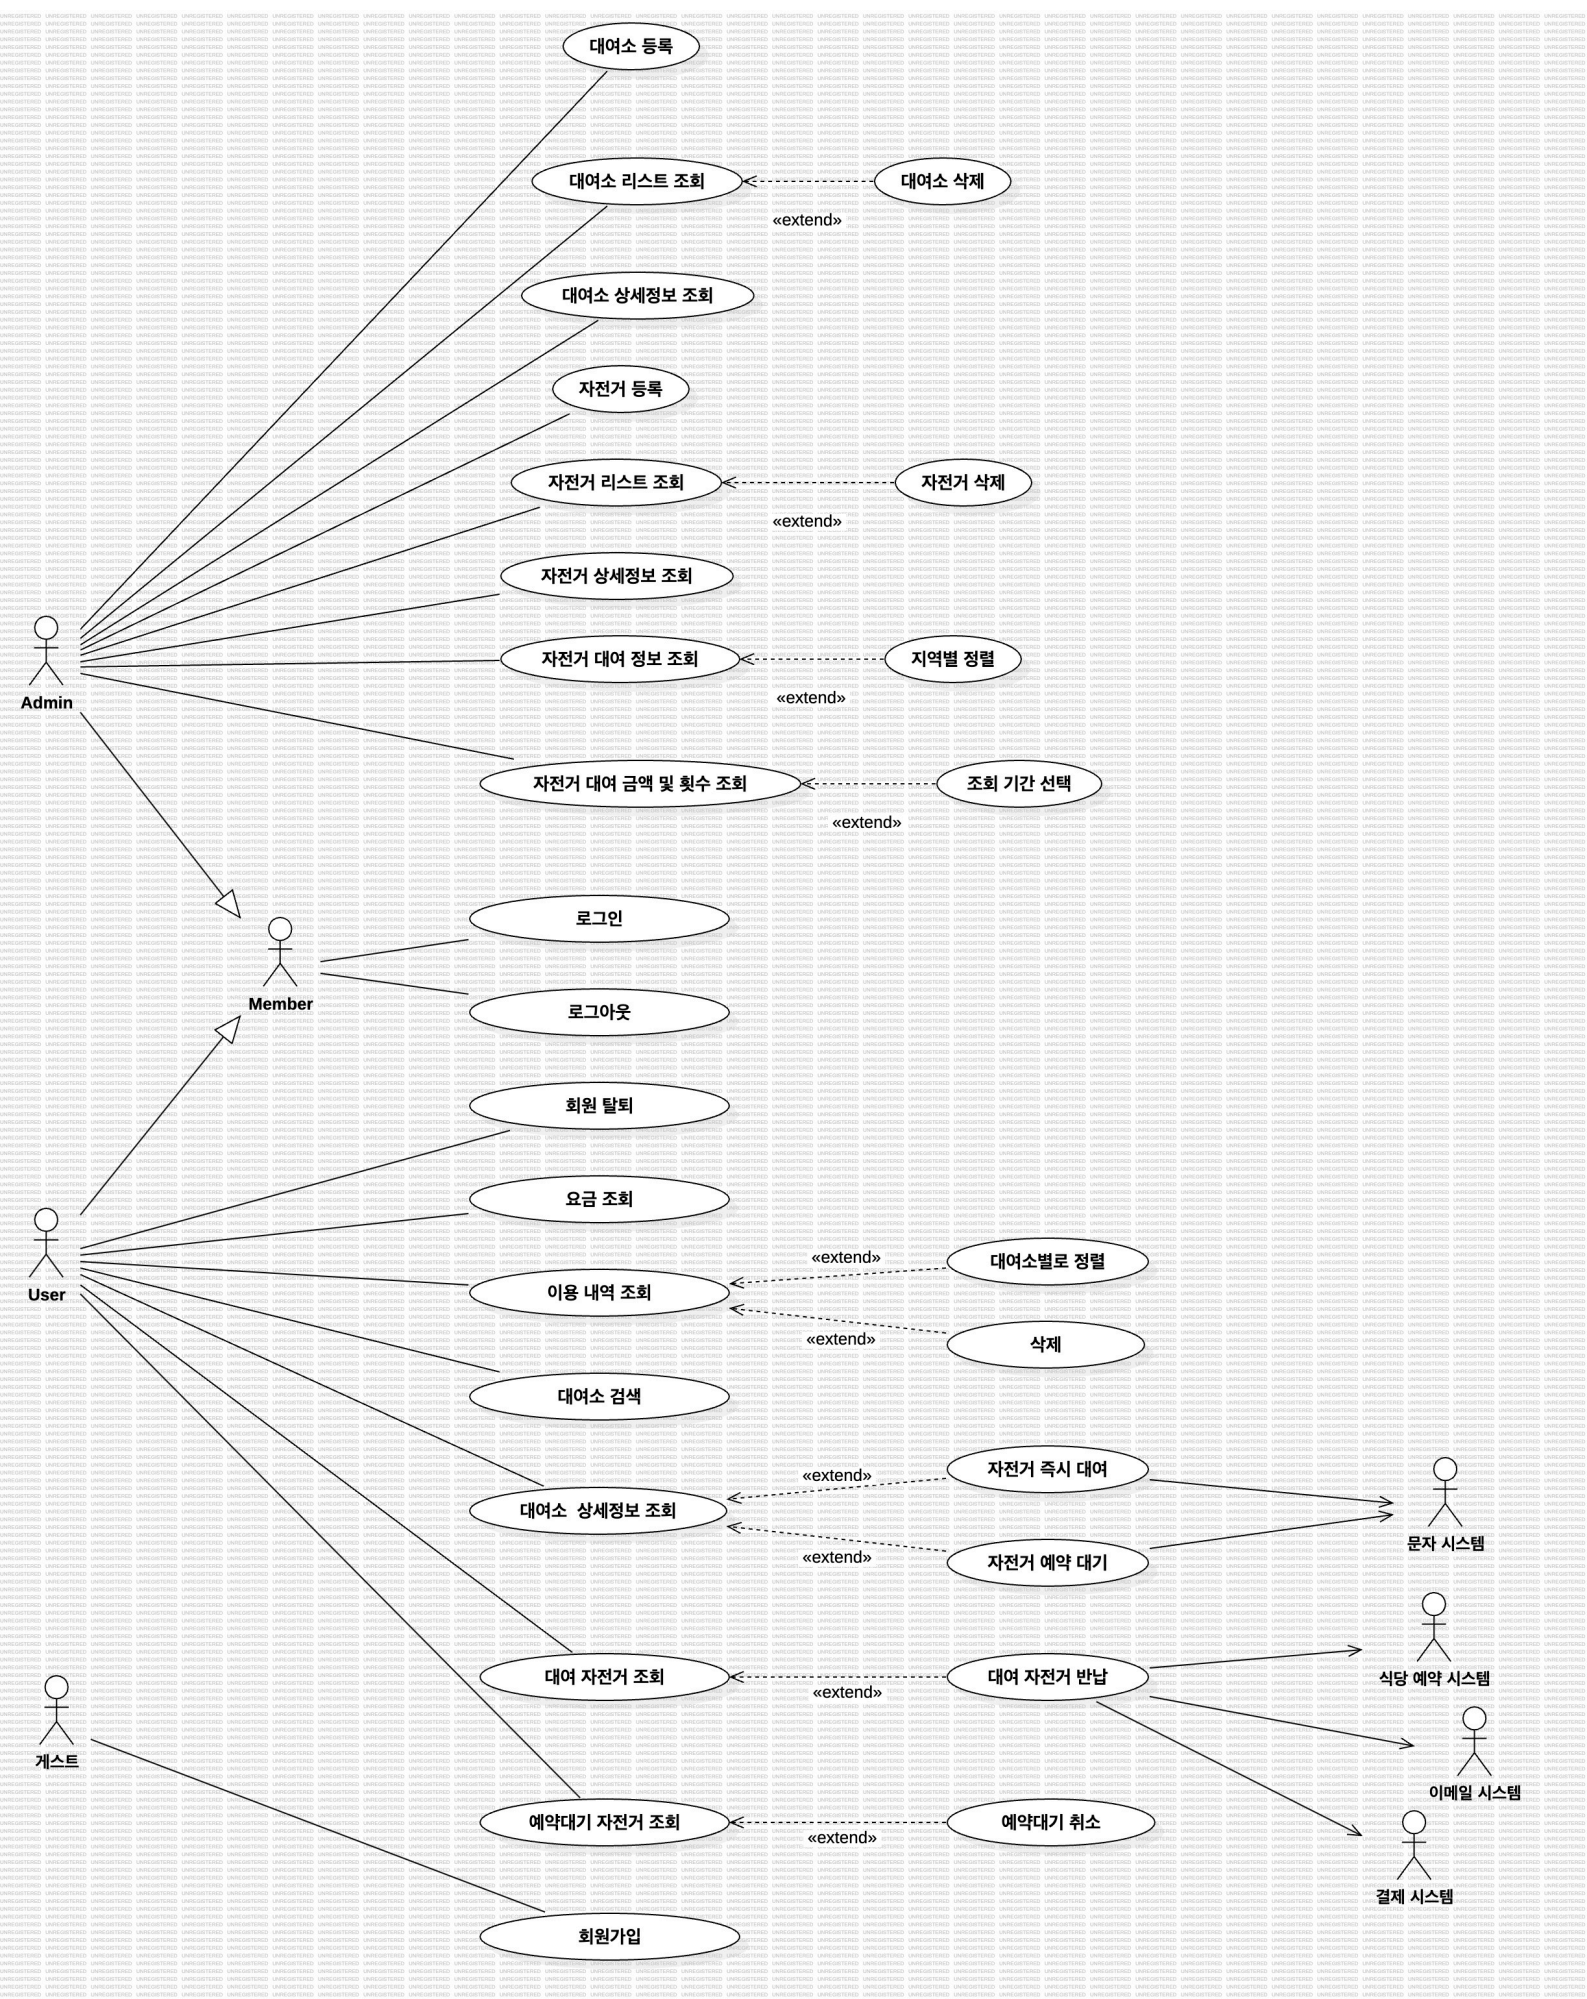 대여소 등록
대여소 리스트 조회
대여소 삭제
«extend»
대여소 상세정보 조회
자전거 등록
자전거 리스트 조회
자전거 삭제
«extend»
자전거 상세정보 조회
자전거 대여 정보 조회
지역별 정렬
«extend»
Admin
자전거 대여 금액 및 횟수 조회
조회 기간 선택
«extend»
로그인
Member
로그아웃
회원 탈퇴
요금 조회
User
이용 내역 조회
«extend»
대여소별로 정렬
«extend»
삭제
대여소 검색
대여소  상세정보 조회
«extend»
자전거 즉시 대여
«extend»
자전거 예약 대기
문자 시스템
대여 자전거 조회
«extend»
대여 자전거 반납
식당 예약 시스템
이메일 시스템
결제 시스템
게스트
예약대기 자전거 조회
«extend»
예약대기 취소
회원가입
UNREGISTERED